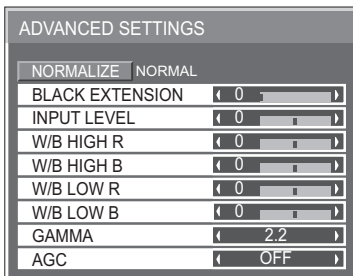 ADVANCED SETTINGS
NORMALIZE NORMAL
BLACK EXTENSION 0
INPUT LEVEL 0
W/B HIGH R 0
W/B HIGH B 0
W/B LOW R 0
W/B LOW B 0
GAMMA 2.2
AGC OFF